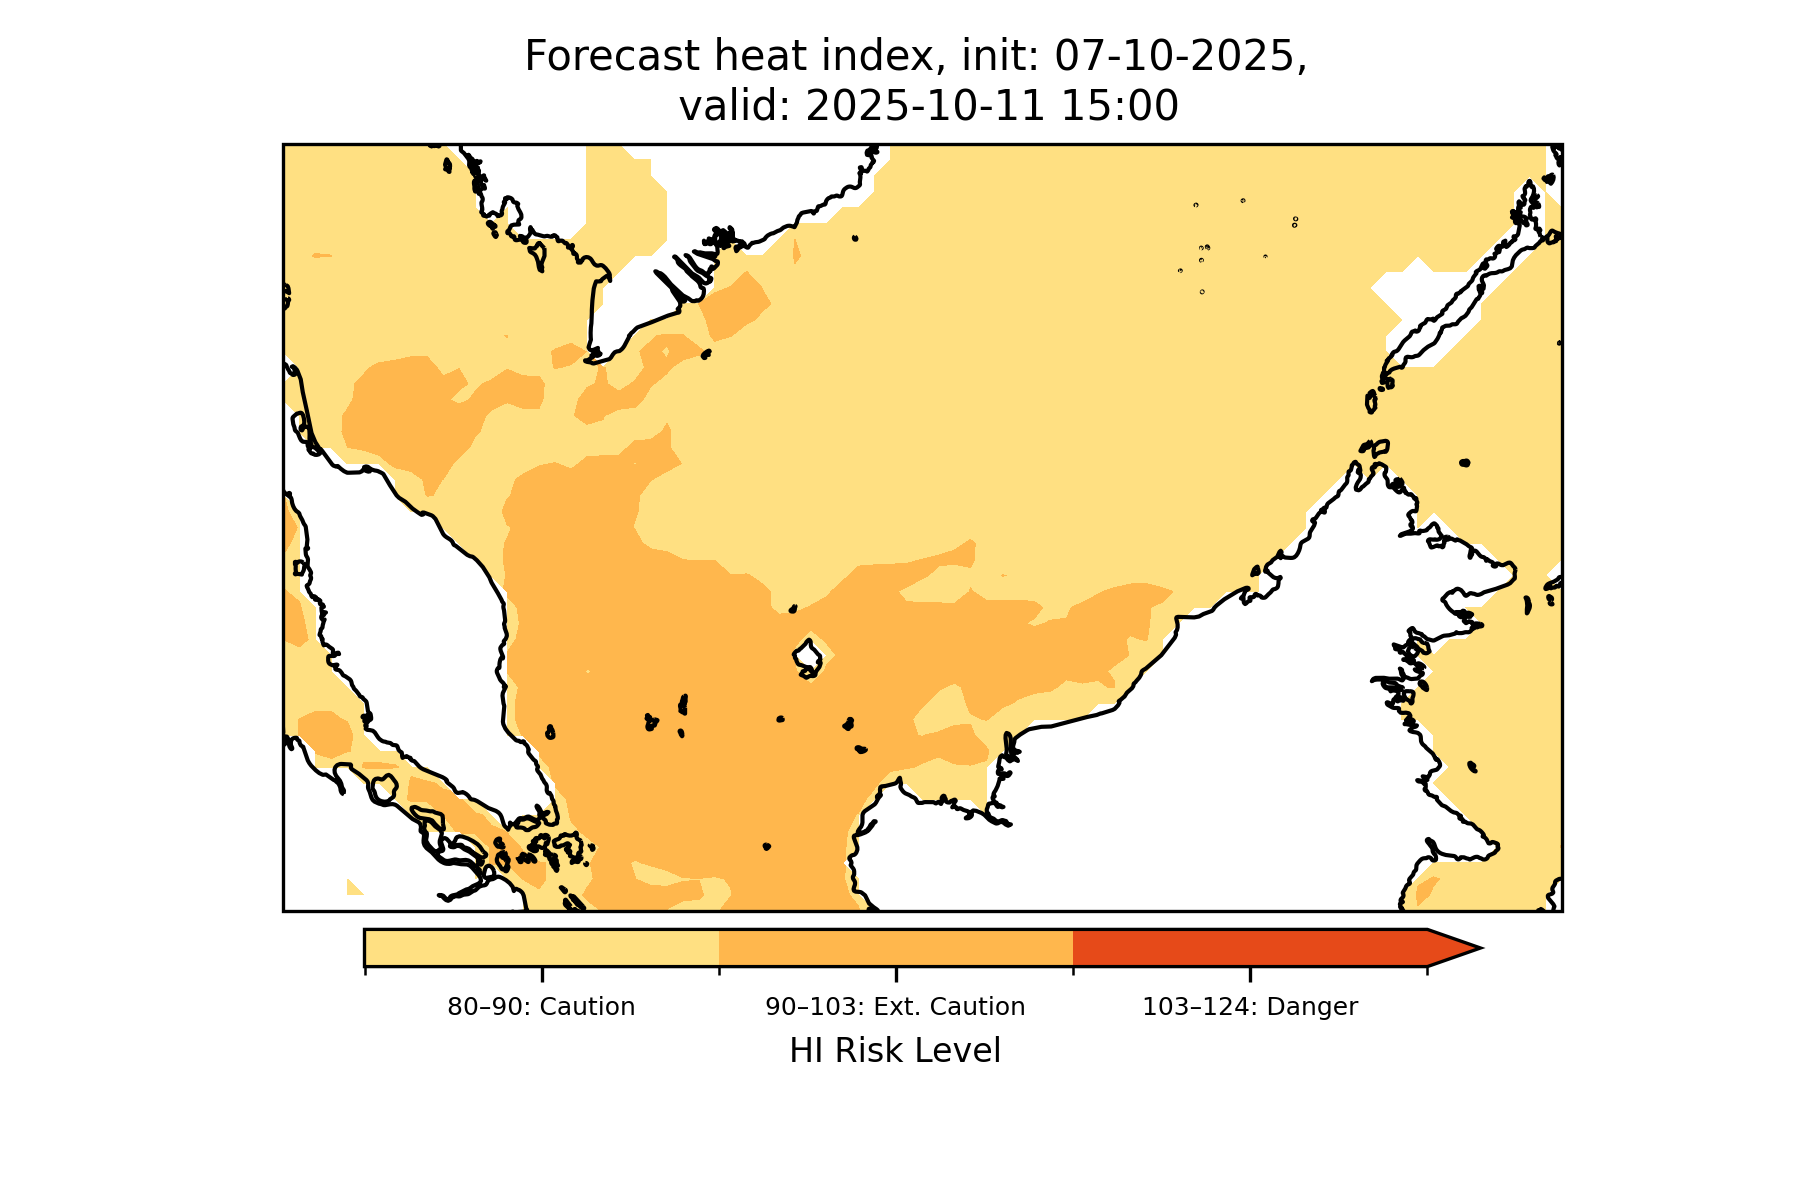 Forecast heat index, init: 07-10-2025,
valid: 2025-10-11 15:00
80–90: Caution
90–103: Ext. Caution
103–124: Danger
HI Risk Level